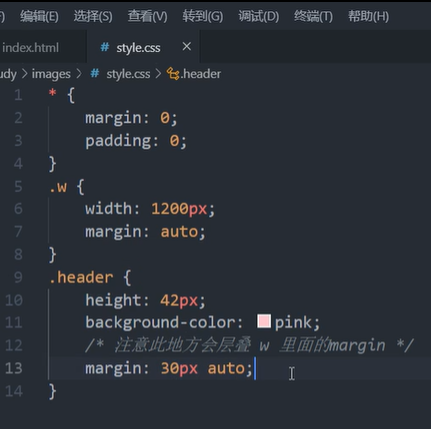 编辑(E) 选择(S) 查看(V) 转到(G) 调试(D) 终端(T) 帮助(H)
index.html # style.css ×
udy > images > # style.css > .header
1 * {
2 margin: 0;
3 padding: 0;
4 }
5 .w {
6 width: 1200px;
7 margin: auto;
8 }
9 .header {
10 height: 42px;
11 background-color: pink;
12 /* 注意此地方会层叠 w 里面的margin */
13 margin: 30px auto;
14 }